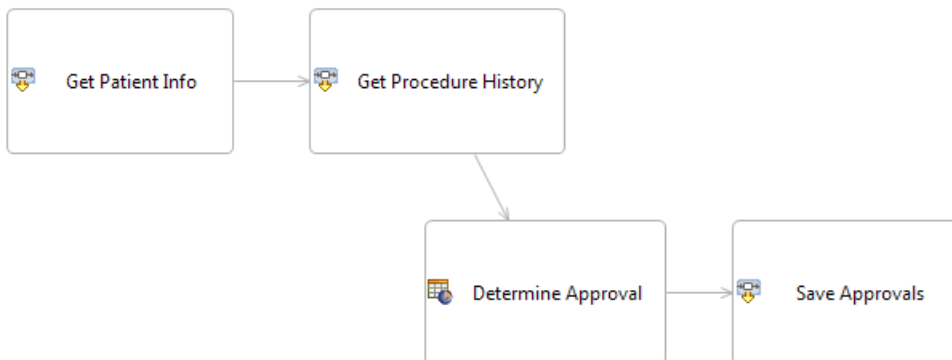 Get Patient Info
Get Procedure History
Determine Approval
Save Approvals